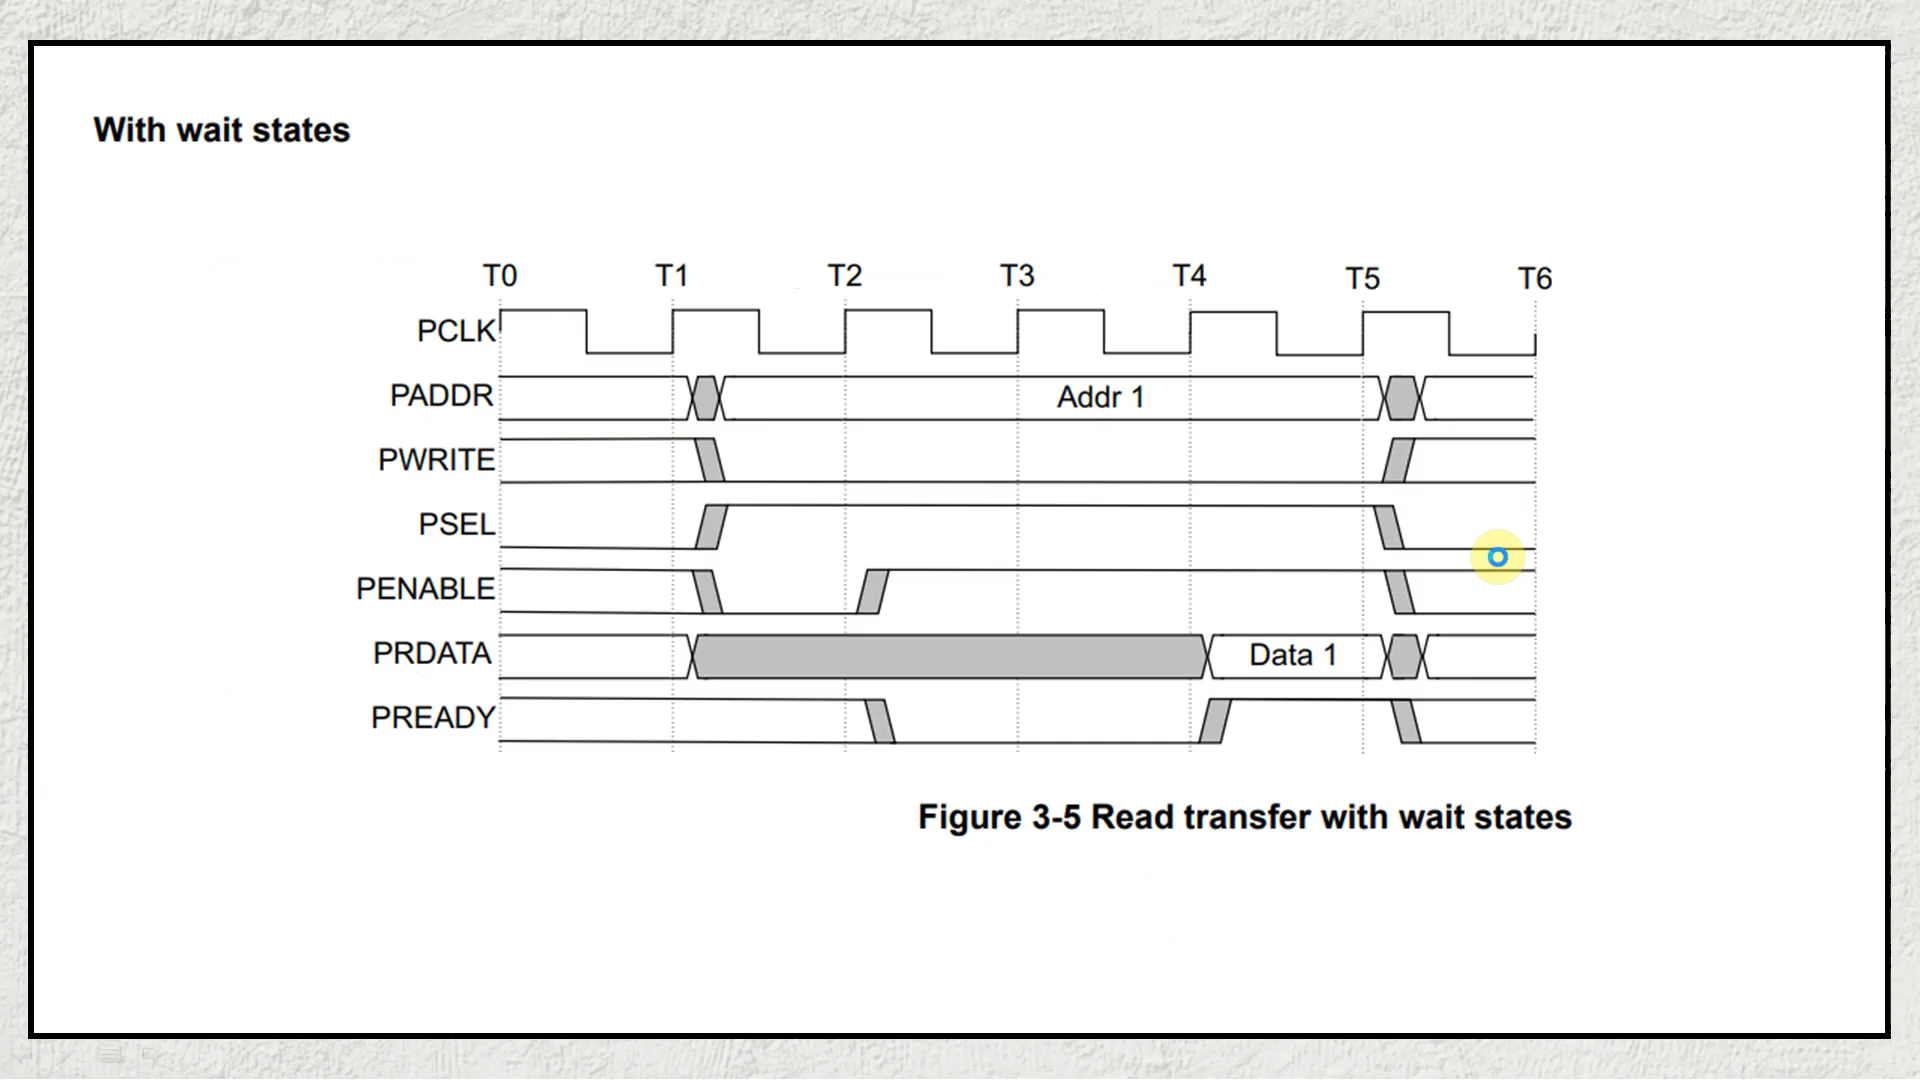 With wait states
T0 T1 T2 T3 T4 T5 T6
PCLK
PADDR Addr 1
PWRITE
PSEL
PENABLE
PRDATA Data 1
PREADY
Figure 3-5 Read transfer with wait states